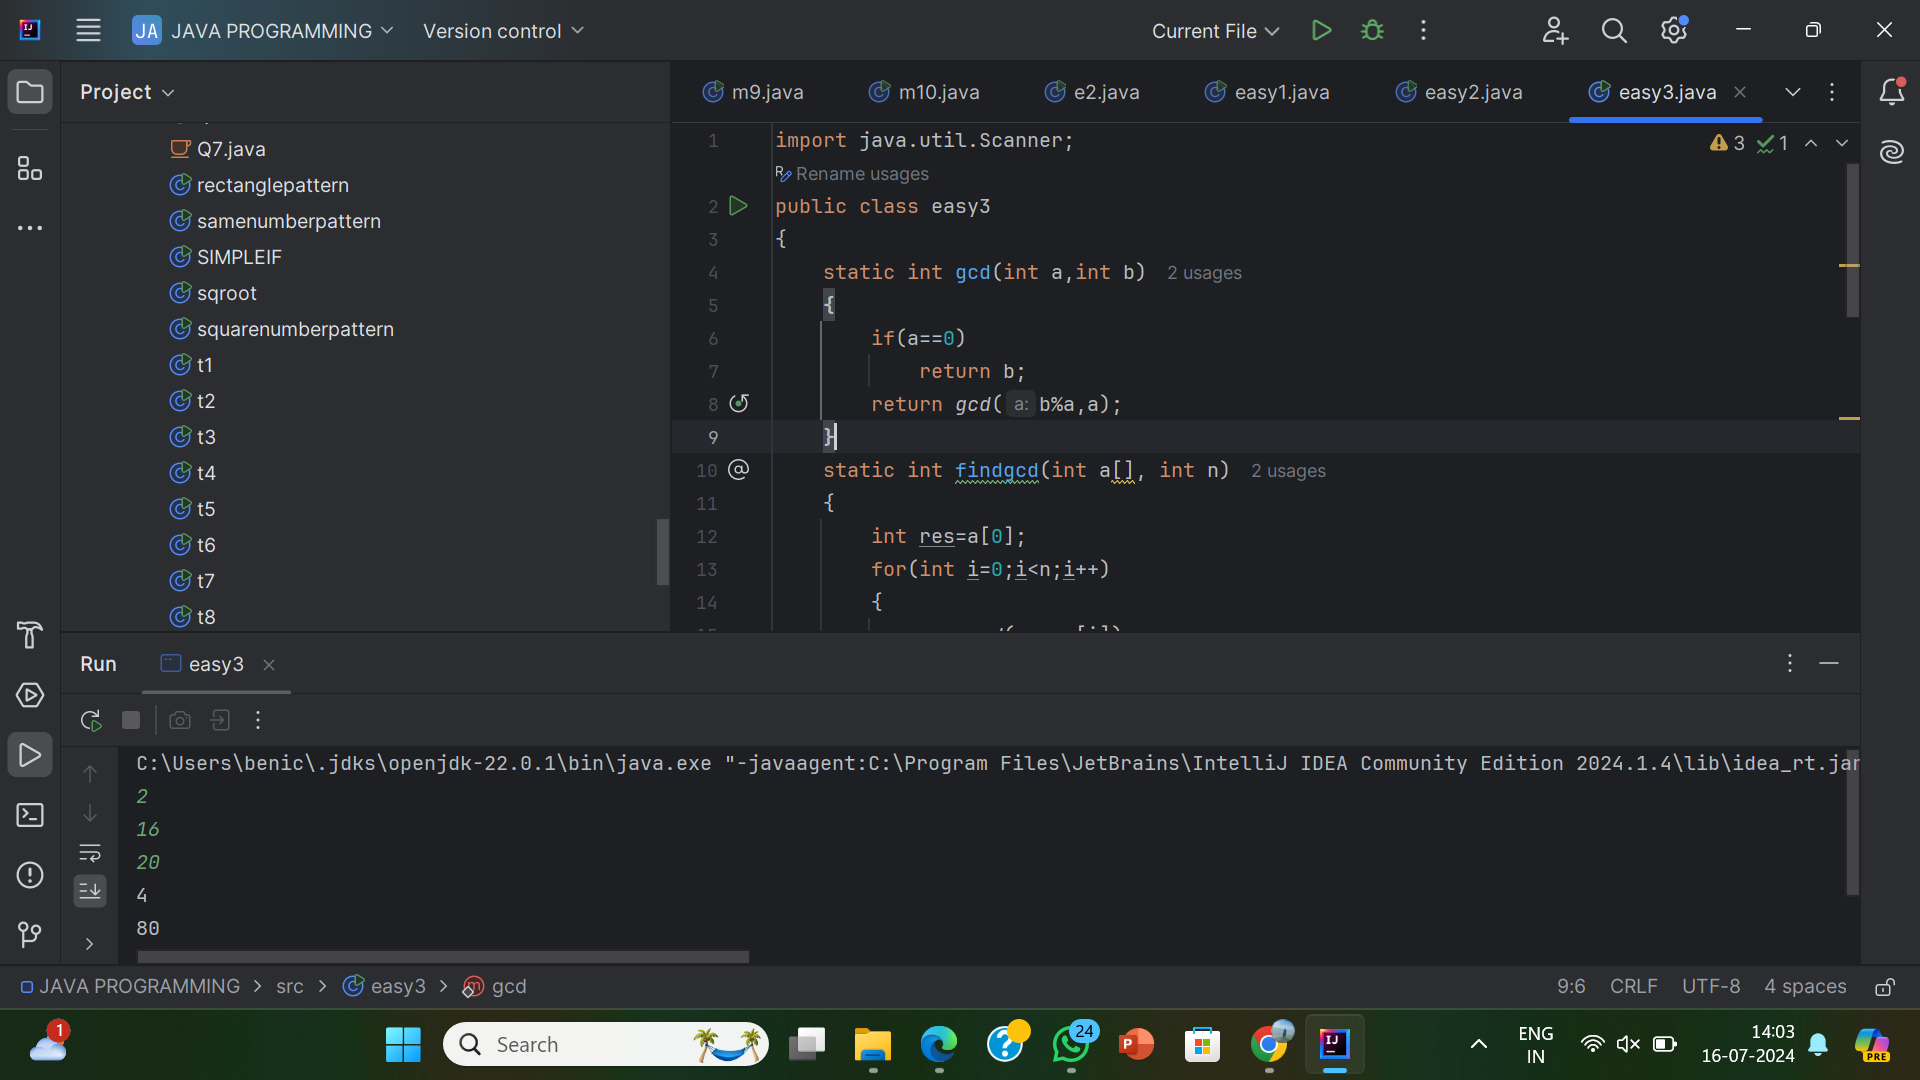 JA JAVA PROGRAMMING Version control Current File
Project
Q7.java
rectanglepattern
samenumberpattern
SIMPLEIF
sqroot
squarenumberpattern
t1
t2
t3
t4
t5
t6
t7
t8
m9.java m10.java e2.java easy1.java easy2.java easy3.java
3 1
1 import java.util.Scanner;
Rename usages
2 public class easy3
3 {
4 static int gcd(int a,int b) 2 usages
5 {
6 if(a==0)
7 return b;
8 return gcd( a: b%a,a);
9 }
10 static int findgcd(int a[], int n) 2 usages
11 {
12 int res=a[0];
13 for(int i=0;i<n;i++)
14 {
Run easy3
C:\Users\benic\.jdks\openjdk-22.0.1\bin\java.exe "-javaagent:C:\Program Files\JetBrains\IntelliJ IDEA Community Edition 2024.1.4\lib\idea_rt.jar
2
16
20
4
80
JAVA PROGRAMMING > src > easy3 > gcd 9:6 CRLF UTF-8 4 spaces
1 Search 24 ENG 14:03
IN 16-07-2024 PRE